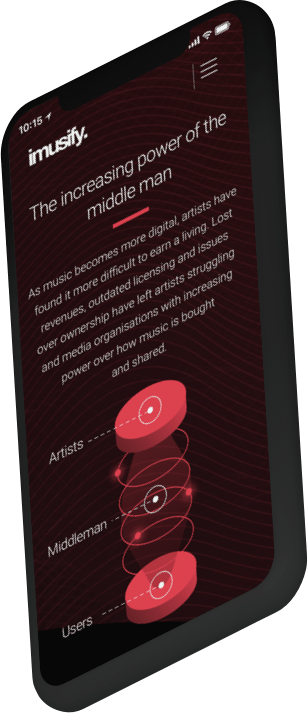 10:15
imusify.
The increasing power of the
middle man
As music becomes more digital, artists have
found it more difficult to earn a living. Lost
revenues, outdated licensing and issues
over ownership have left artists struggling
and media organisations with increasing
power over how music is bought
and shared.
Artists
Middleman
Users